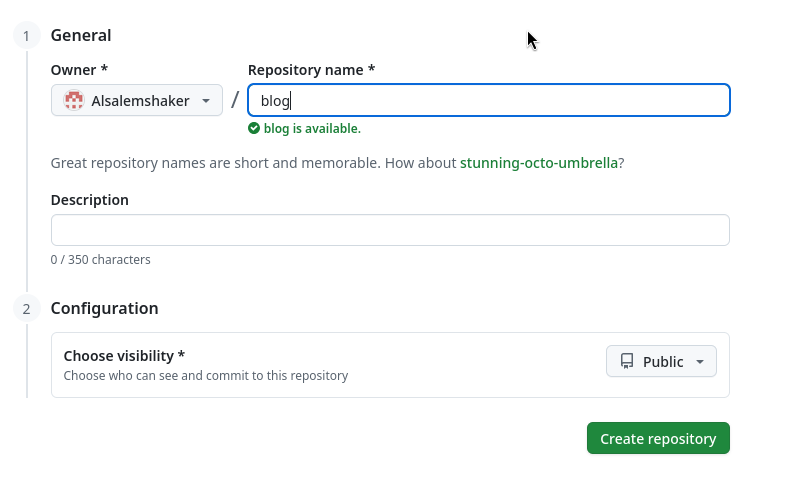 1 General
Owner * Repository name *
Alsalemshaker / blog
blog is available.
Great repository names are short and memorable. How about stunning-octo-umbrella?
Description
0 / 350 characters
2 Configuration
Choose visibility * Public
Choose who can see and commit to this repository
Create repository